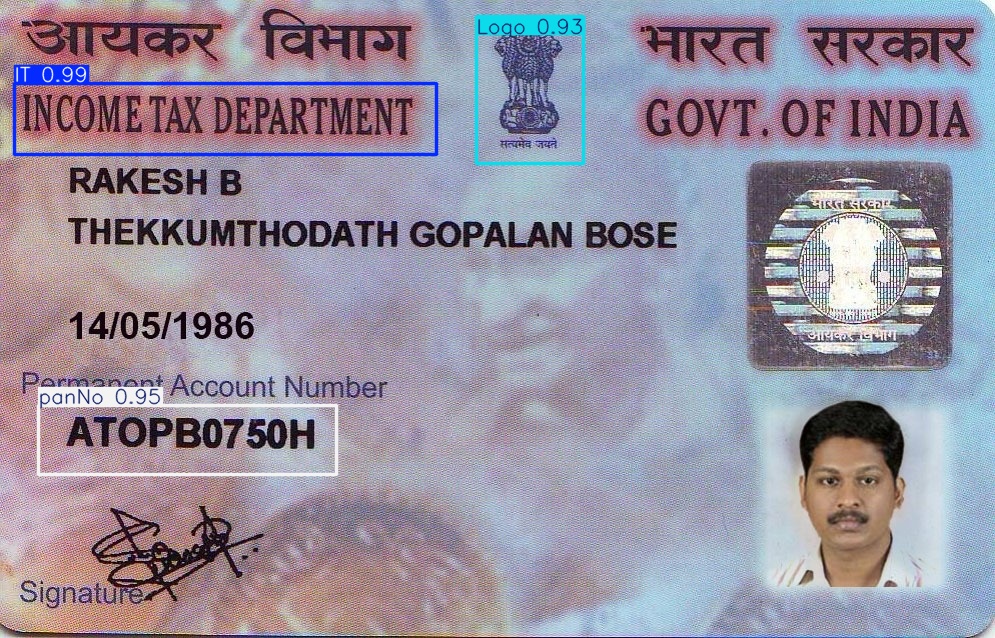 आयकर विभाग
भारत सरकार
Logo 0.93
IT 0.99
INCOME TAX DEPARTMENT
GOVT. OF INDIA
सत्यमेव जयते
RAKESH B
THEKKUMTHODATH GOPALAN BOSE
भारत सरकार
14/05/1986
आयकर विभाग
Permanent Account Number
panNo 0.95
ATOPB0750H
Signature